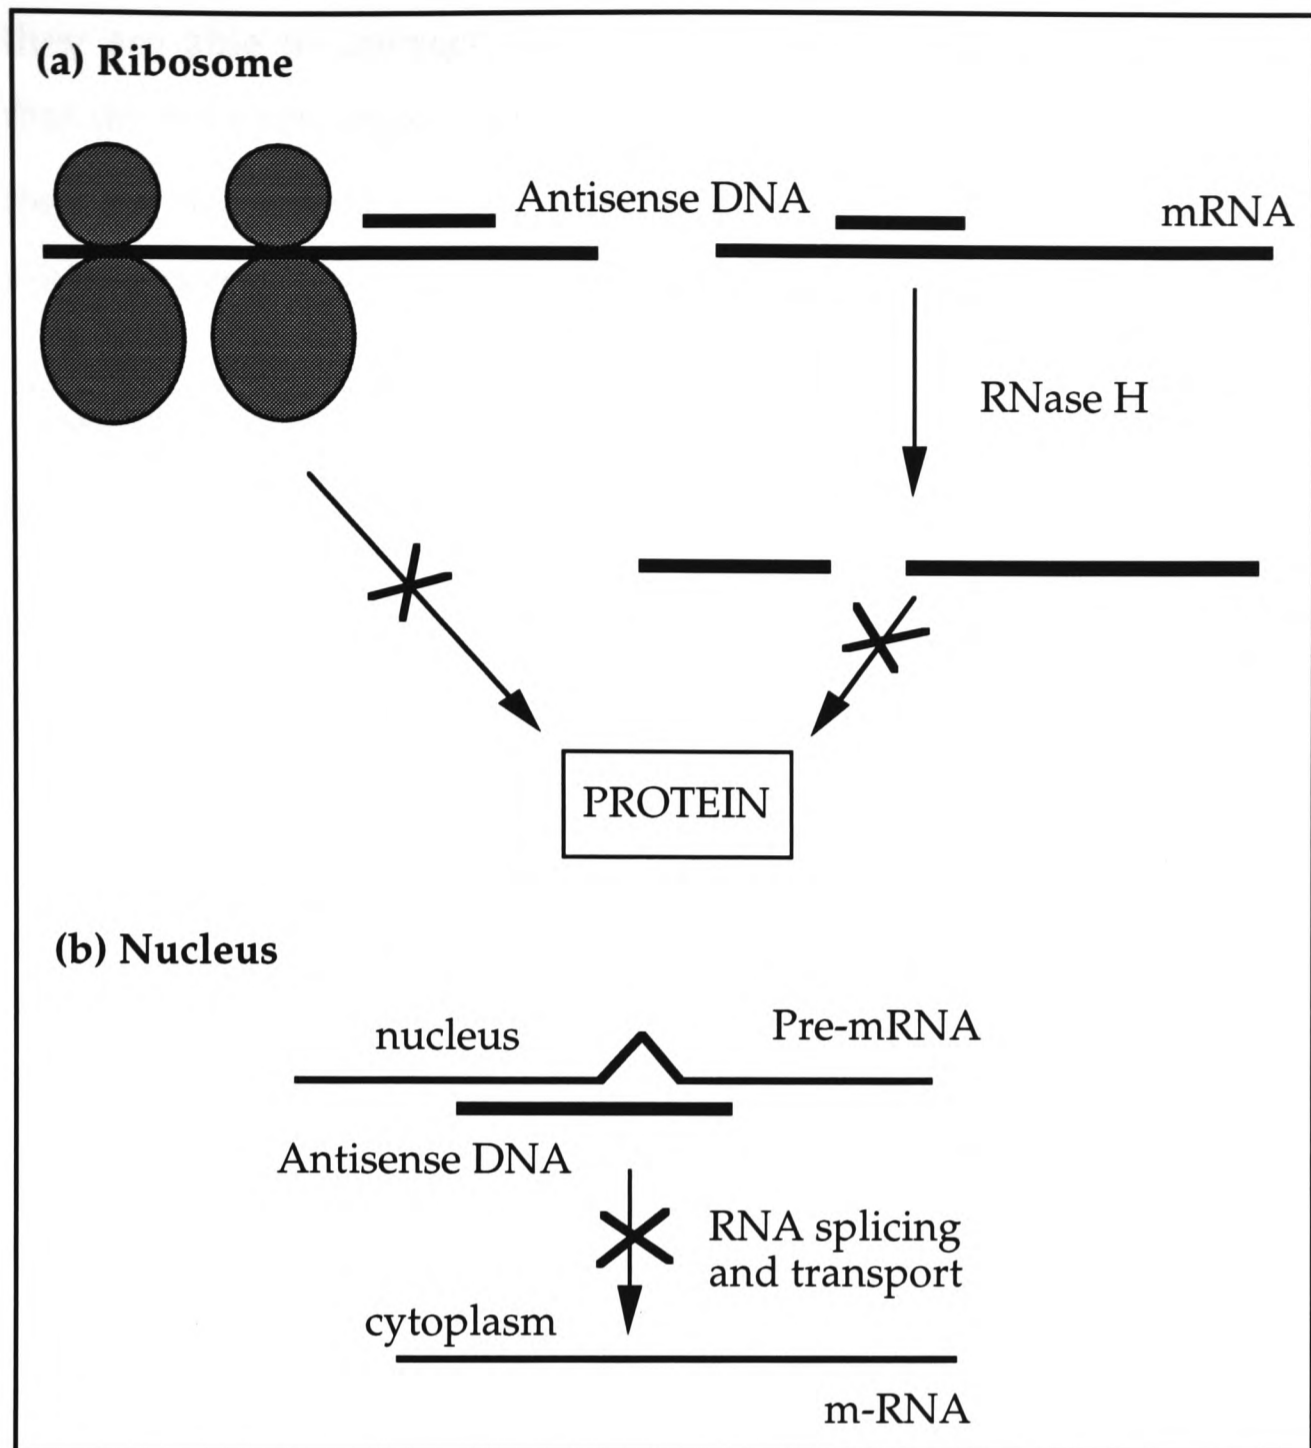 (a) Ribosome
Antisense DNA
mRNA
RNase H
PROTEIN
(b) Nucleus
nucleus
Pre-mRNA
Antisense DNA
RNA splicing
and transport
cytoplasm
m-RNA